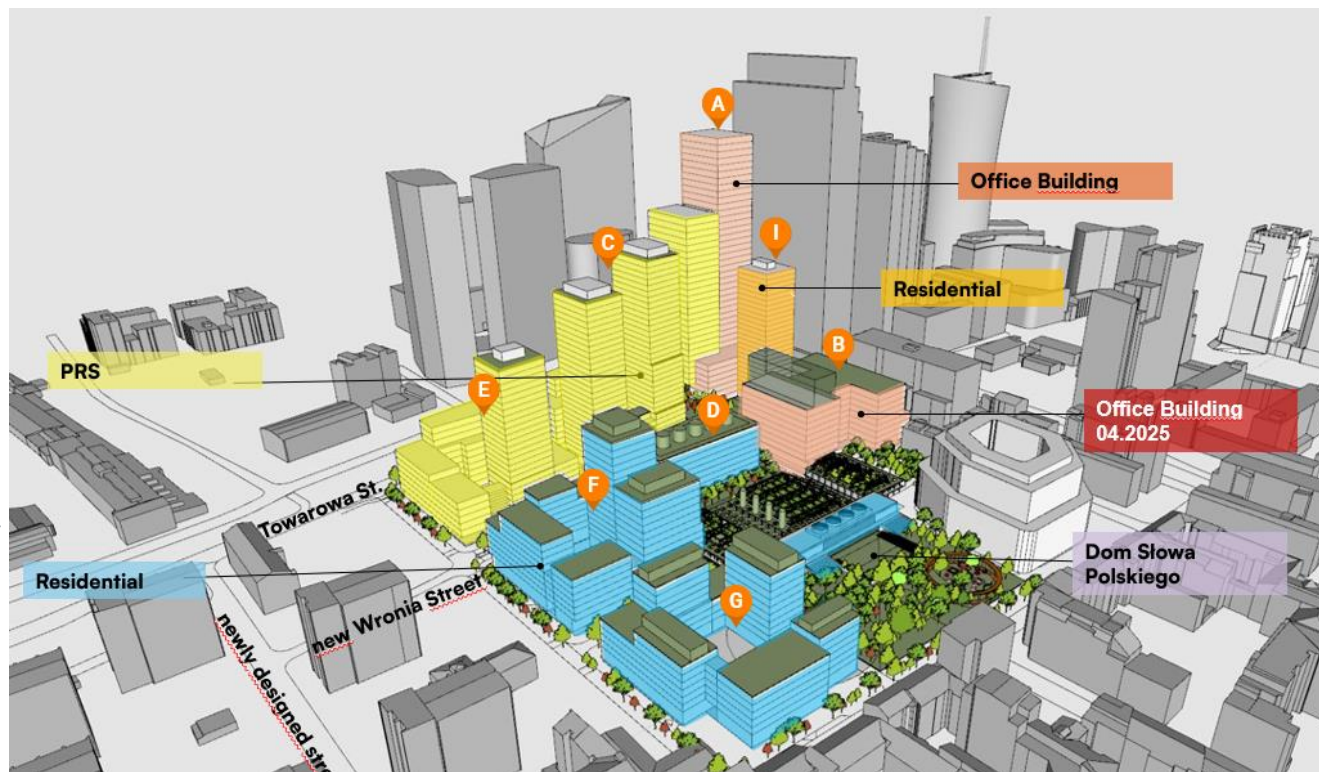 A
Office Building
C
I
Residential
B
PRS
E
D
Office Building
04.2025
F
Towarowa St.
Dom Słowa
Polskiego
Residential
new Wronia Street
G
newly designed